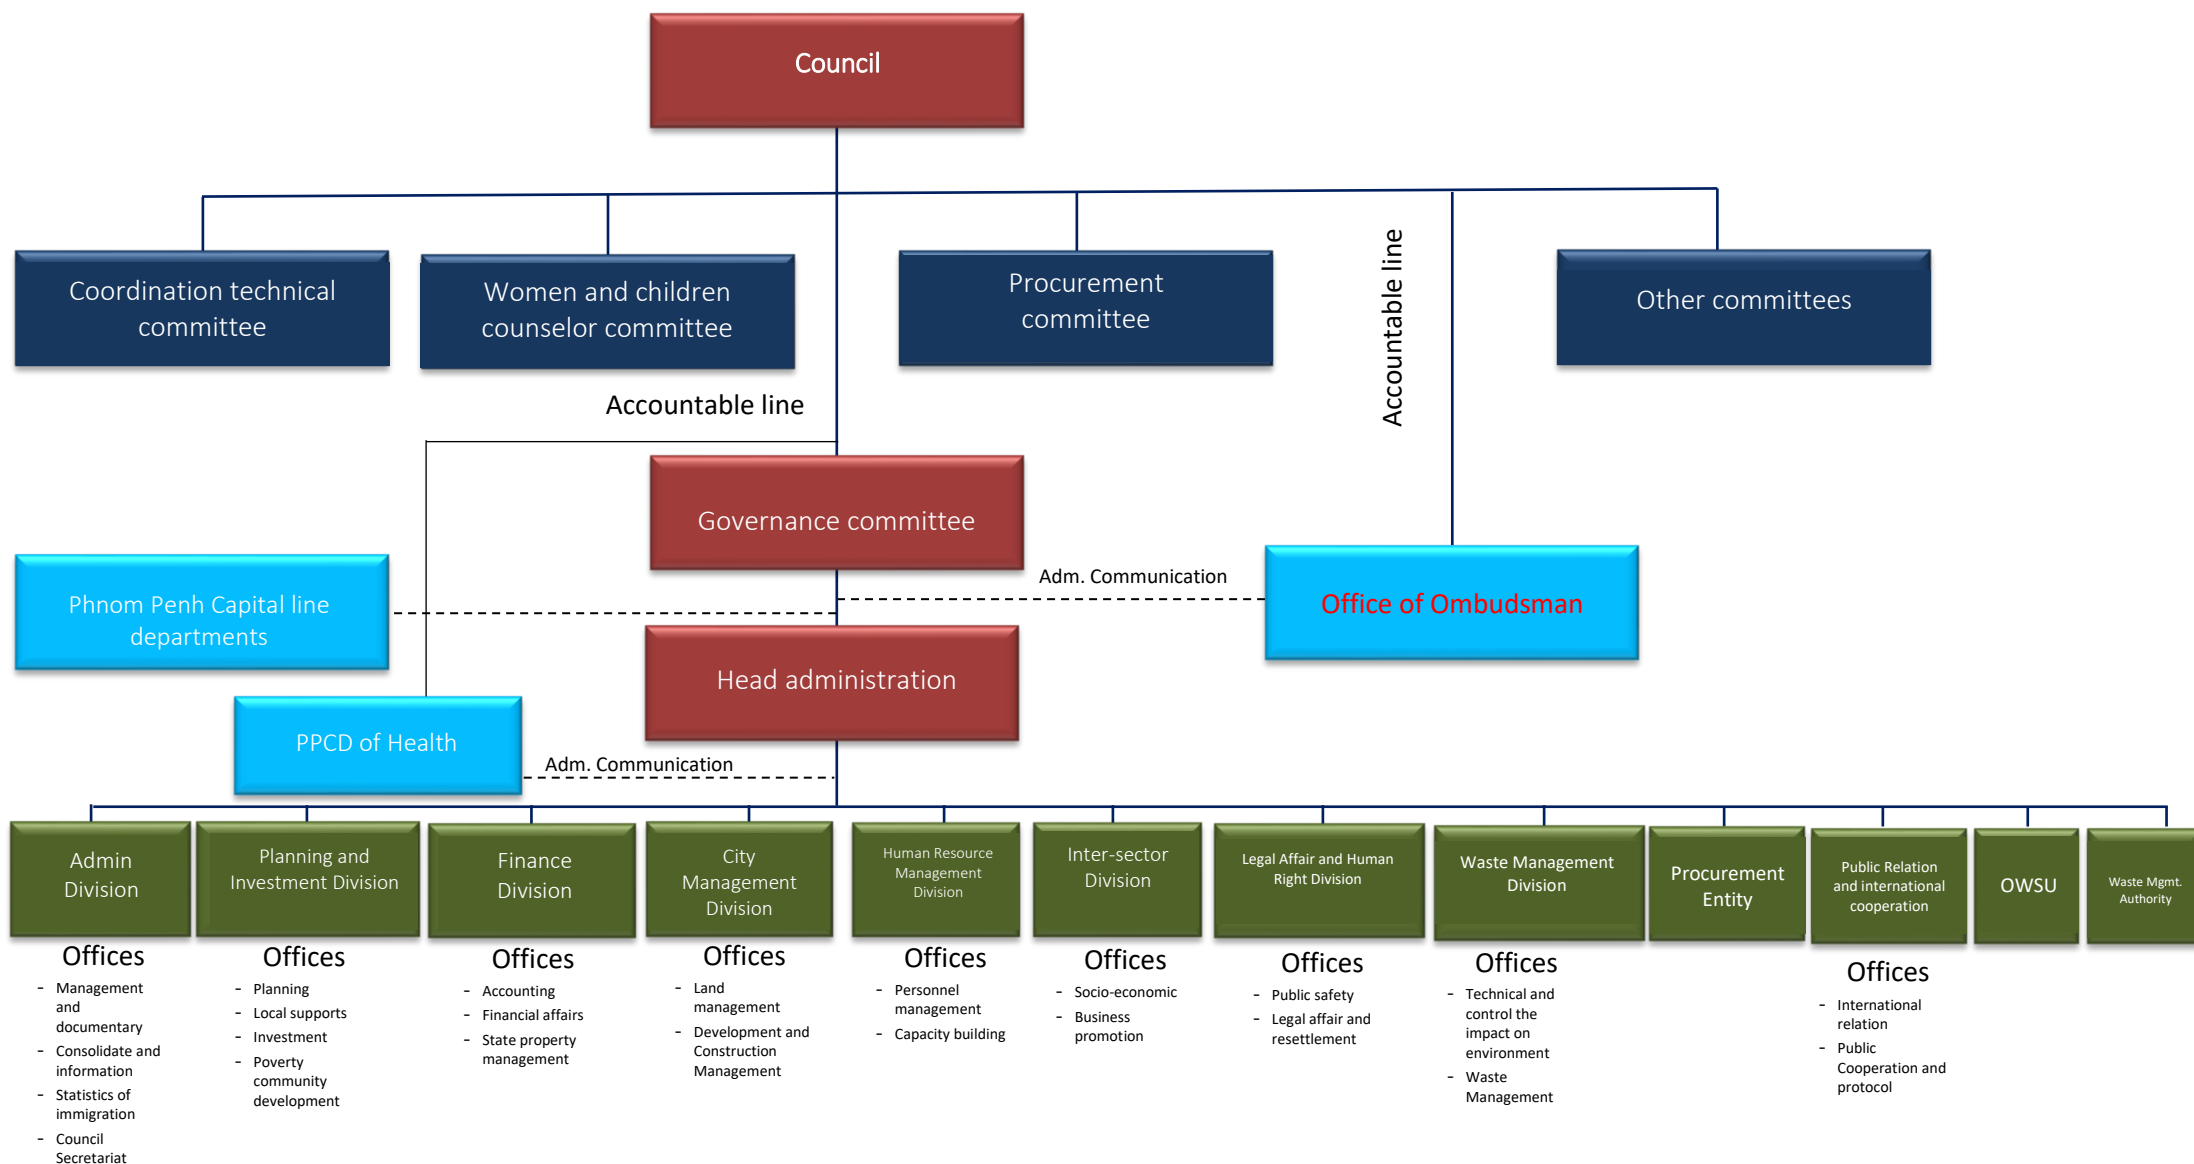 Council
Coordination technical
committee
Women and children
counselor committee
Procurement
committee
Accountable line
Other committees
Accountable line
Governance committee
Phnom Penh Capital line
departments
Adm. Communication
Office of Ombudsman
Head administration
PPCD of Health
Adm. Communication
Admin
Division
Offices
- Management
and
documentary
- Consolidate and
information
- Statistics of
immigration
- Council
Secretariat
Planning and
Investment Division
Offices
- Planning
- Local supports
- Investment
- Poverty
community
development
Finance
Division
Offices
- Accounting
- Financial affairs
- State property
management
City
Management
Division
Offices
- Land
management
- Development and
Construction
Management
Human Resource
Management
Division
Offices
- Personnel
management
- Capacity building
Inter-sector
Division
Offices
- Socio-economic
- Business
promotion
Legal Affair and Human
Right Division
Offices
- Public safety
- Legal affair and
resettlement
Waste Management
Division
Offices
- Technical and
control the
impact on
environment
- Waste
Management
Procurement
Entity
Public Relation
and international
cooperation
Offices
- International
relation
- Public
Cooperation and
protocol
OWSU
Waste Mgmt.
Authority